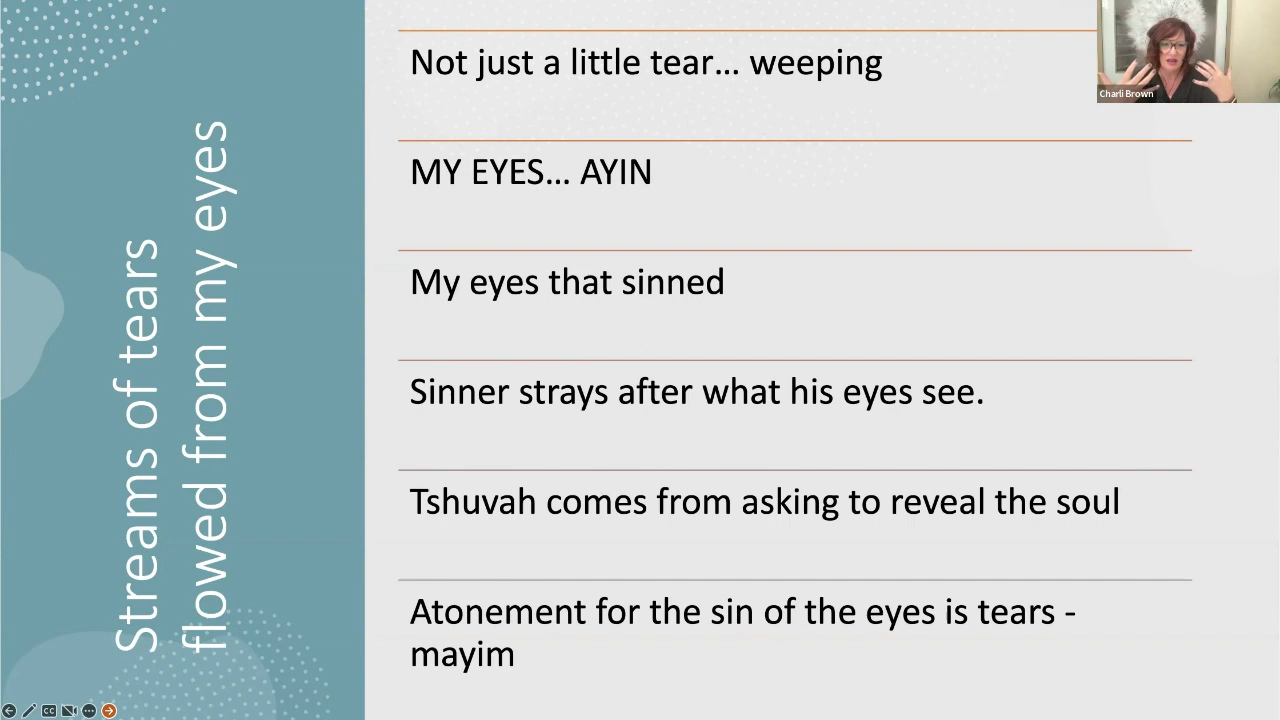 Streams of tears
flowed from my eyes
Not just a little tear... weeping
MY EYES... AYIN
My eyes that sinned
Sinner strays after what his eyes see.
Tshuvah comes from asking to reveal the soul
Atonement for the sin of the eyes is tears -
mayim
Charli Brown
CC